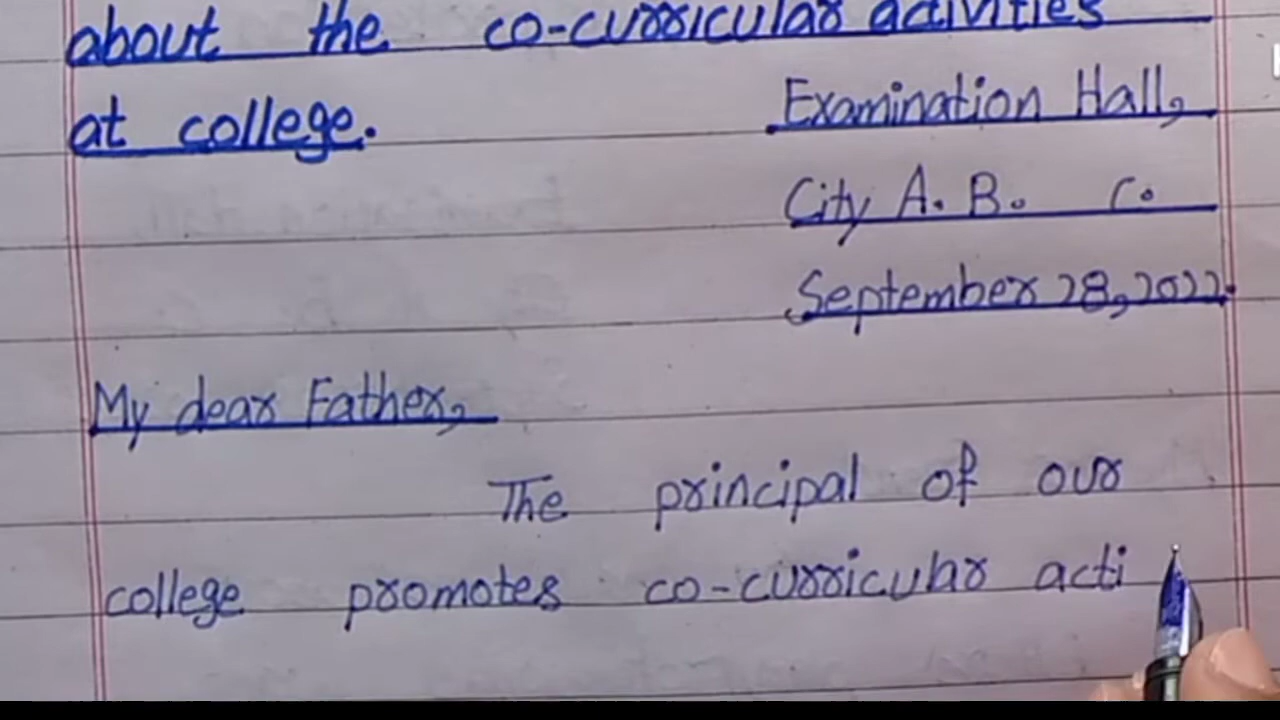 about the co-curricular activities
at college.
Examination Hall,
City A. B. C.
September 28, 2022.
My dear Father,
The principal of our
college promotes co-curricular acti